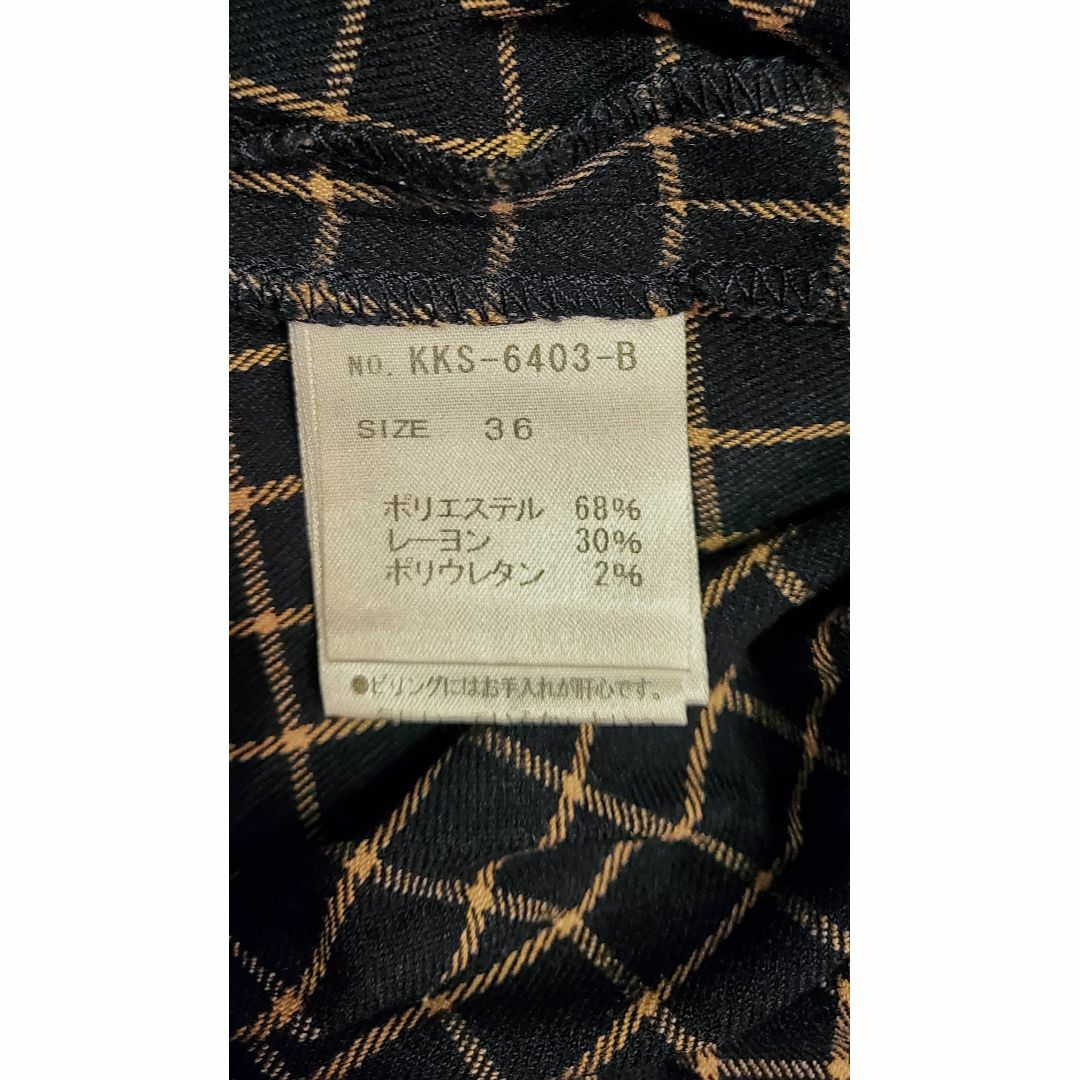 NO. KKS-6403-B
SIZE 36
ポリエステル 68%
レーヨン 30%
ポリウレタン 2%
●ピリングにはお手入れが肝心です。